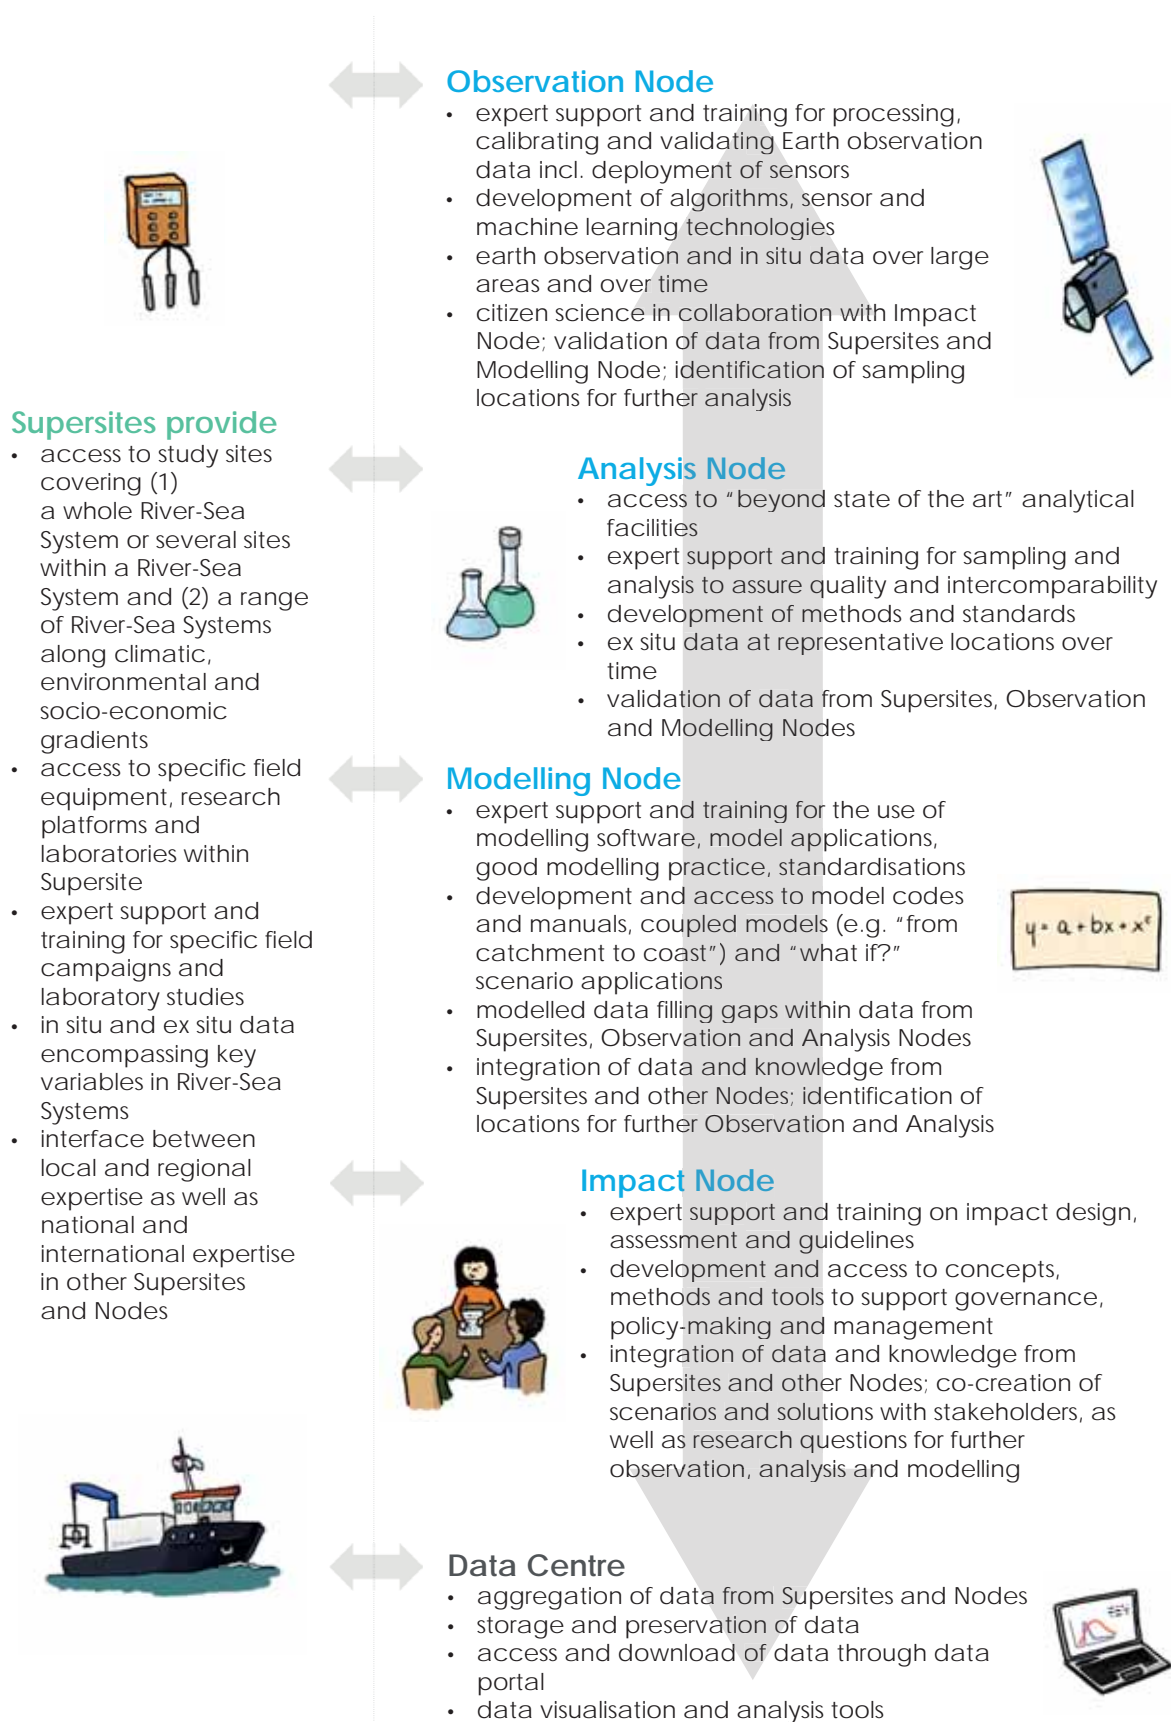 Observation Node
• expert support and training for processing,
calibrating and validating Earth observation
data incl. deployment of sensors
• development of algorithms, sensor and
machine learning technologies
• earth observation and in situ data over large
areas and over time
• citizen science in collaboration with Impact
Node; validation of data from Supersites and
Modelling Node; identification of sampling
locations for further analysis
Supersites provide
• access to study sites
covering (1)
a whole River-Sea
System or several sites
within a River-Sea
System and (2) a range
of River-Sea Systems
along climatic,
environmental and
socio-economic
gradients
• access to specific field
equipment, research
platforms and
laboratories within
Supersite
• expert support and
training for specific field
campaigns and
laboratory studies
• in situ and ex situ data
encompassing key
variables in River-Sea
Systems
• interface between
local and regional
expertise as well as
national and
international expertise
in other Supersites
and Nodes
Analysis Node
• access to "beyond state of the art" analytical
facilities
• expert support and training for sampling and
analysis to assure quality and intercomparability
• development of methods and standards
• ex situ data at representative locations over
time
• validation of data from Supersites, Observation
and Modelling Nodes
Modelling Node
• expert support and training for the use of
modelling software, model applications,
good modelling practice, standardisations
• development and access to model codes
and manuals, coupled models (e.g. "from
catchment to coast") and "what if?"
scenario applications
• modelled data filling gaps within data from
Supersites, Observation and Analysis Nodes
• integration of data and knowledge from
Supersites and other Nodes; identification of
locations for further Observation and Analysis
y = a + bx + x
Impact Node
• expert support and training on impact design,
assessment and guidelines
• development and access to concepts,
methods and tools to support governance,
policy-making and management
• integration of data and knowledge from
Supersites and other Nodes; co-creation of
scenarios and solutions with stakeholders, as
well as research questions for further
observation, analysis and modelling
Data Centre
• aggregation of data from Supersites and Nodes
• storage and preservation of data
• access and download of data through data
portal
• data visualisation and analysis tools